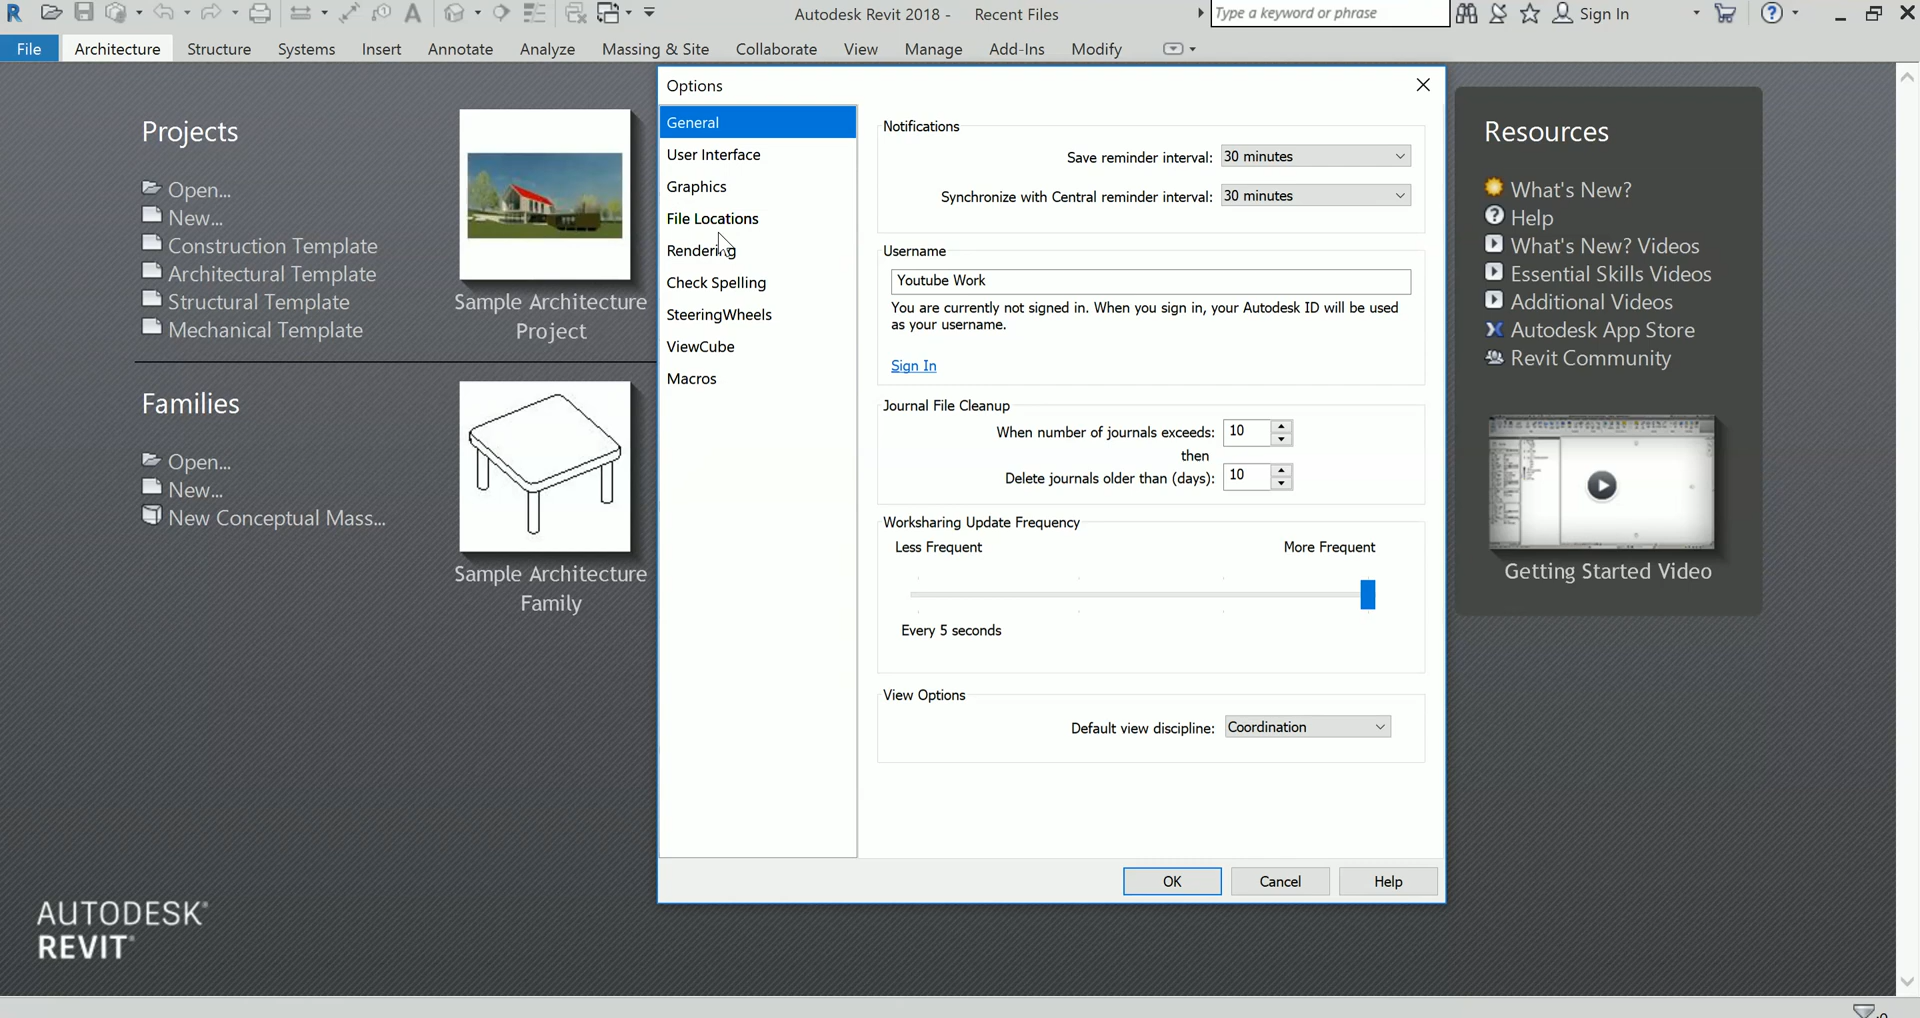 Autodesk Revit 2018 - Recent Files
Type a keyword or phrase
Sign In
File
Architecture
Structure
Systems
Insert
Annotate
Analyze
Massing & Site
Collaborate
View
Manage
Add-Ins
Modify
Projects
Open...
New...
Construction Template
Architectural Template
Structural Template
Mechanical Template
Sample Architecture
Project
Families
Open...
New...
New Conceptual Mass...
Sample Architecture
Family
AUTODESK®
REVIT®
Options
General
User Interface
Graphics
File Locations
Rendering
Check Spelling
SteeringWheels
ViewCube
Macros
Notifications
Save reminder interval: 30 minutes
Synchronize with Central reminder interval: 30 minutes
Username
Youtube Work
You are currently not signed in. When you sign in, your Autodesk ID will be used
as your username.
Sign In
Journal File Cleanup
When number of journals exceeds: 10
then
Delete journals older than (days): 10
Worksharing Update Frequency
Less Frequent
More Frequent
Every 5 seconds
View Options
Default view discipline: Coordination
OK
Cancel
Help
Resources
What's New?
Help
What's New? Videos
Essential Skills Videos
Additional Videos
Autodesk App Store
Revit Community
Getting Started Video